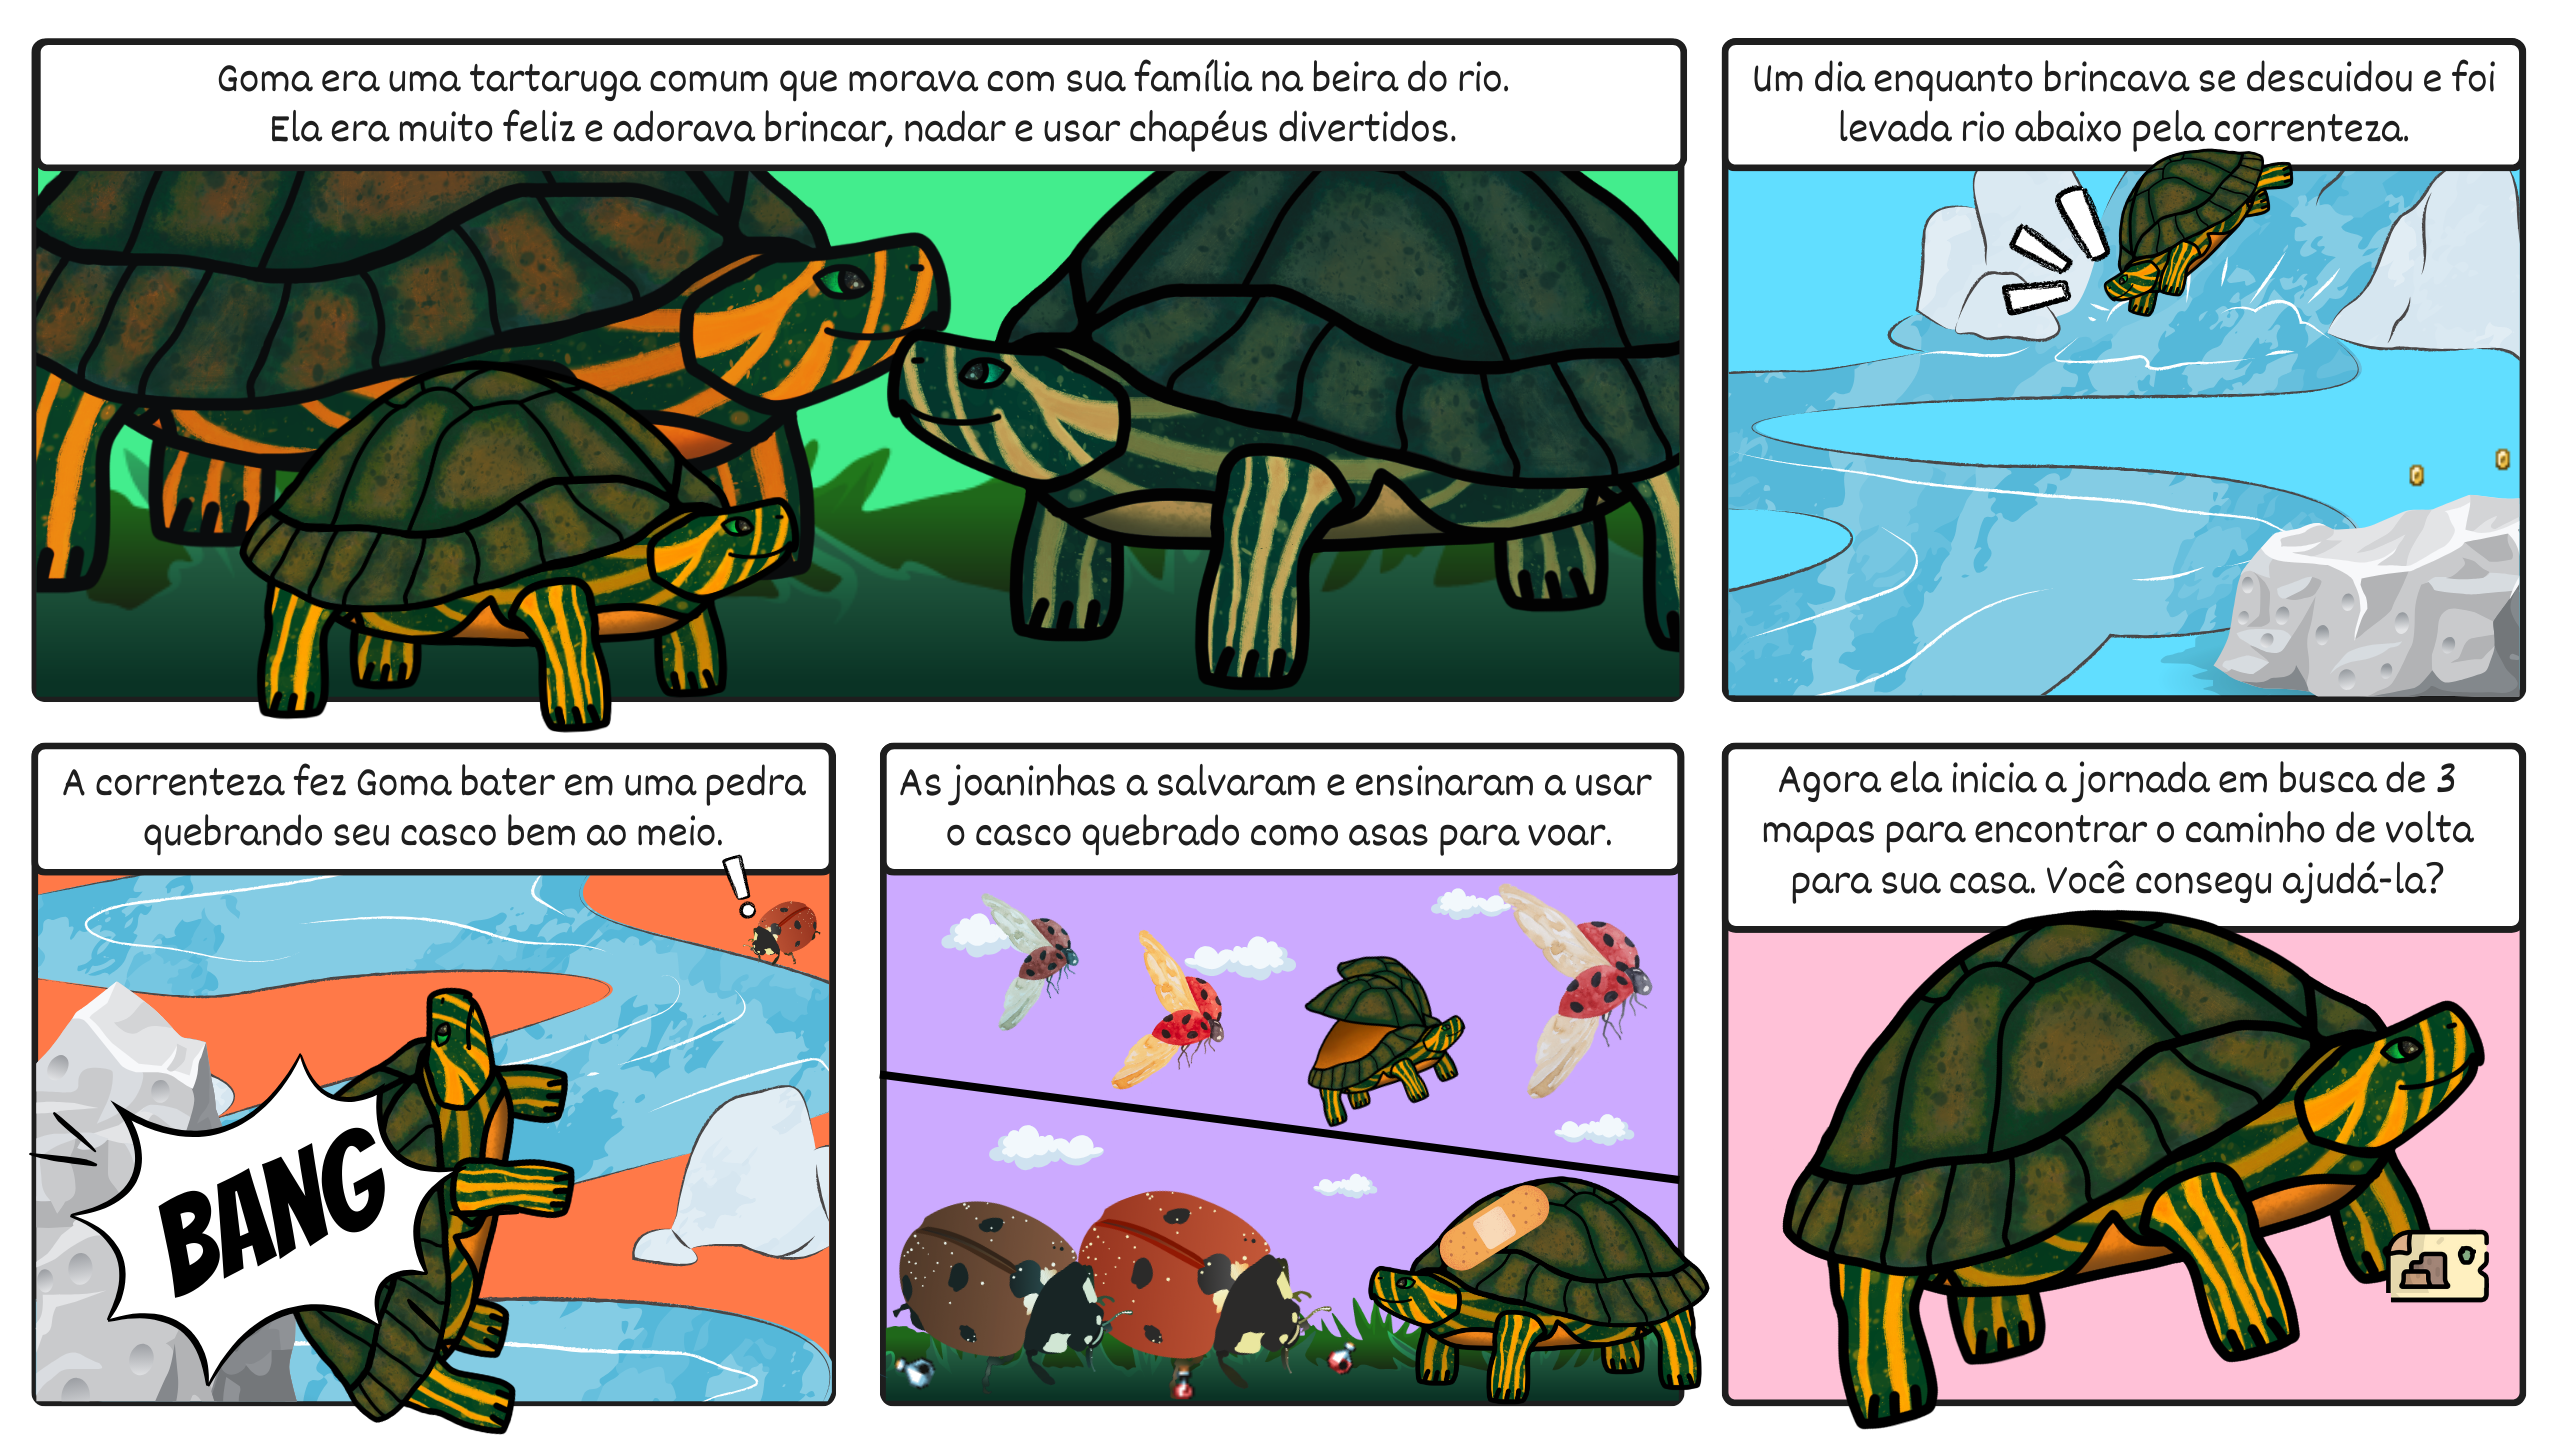 Goma era uma tartaruga comum que morava com sua família na beira do rio.
Ela era muito feliz e adorava brincar, nadar e usar chapéus divertidos.
Um dia enquanto brincava se descuidou e foi
levada rio abaixo pela correnteza.
A correnteza fez Goma bater em uma pedra
quebrando seu casco bem ao meio.
!
BANG
As joaninhas a salvaram e ensinaram a usar
o casco quebrado como asas para voar.
Agora ela inicia a jornada em busca de 3
mapas para encontrar o caminho de volta
para sua casa. Você consegu ajudá-la?